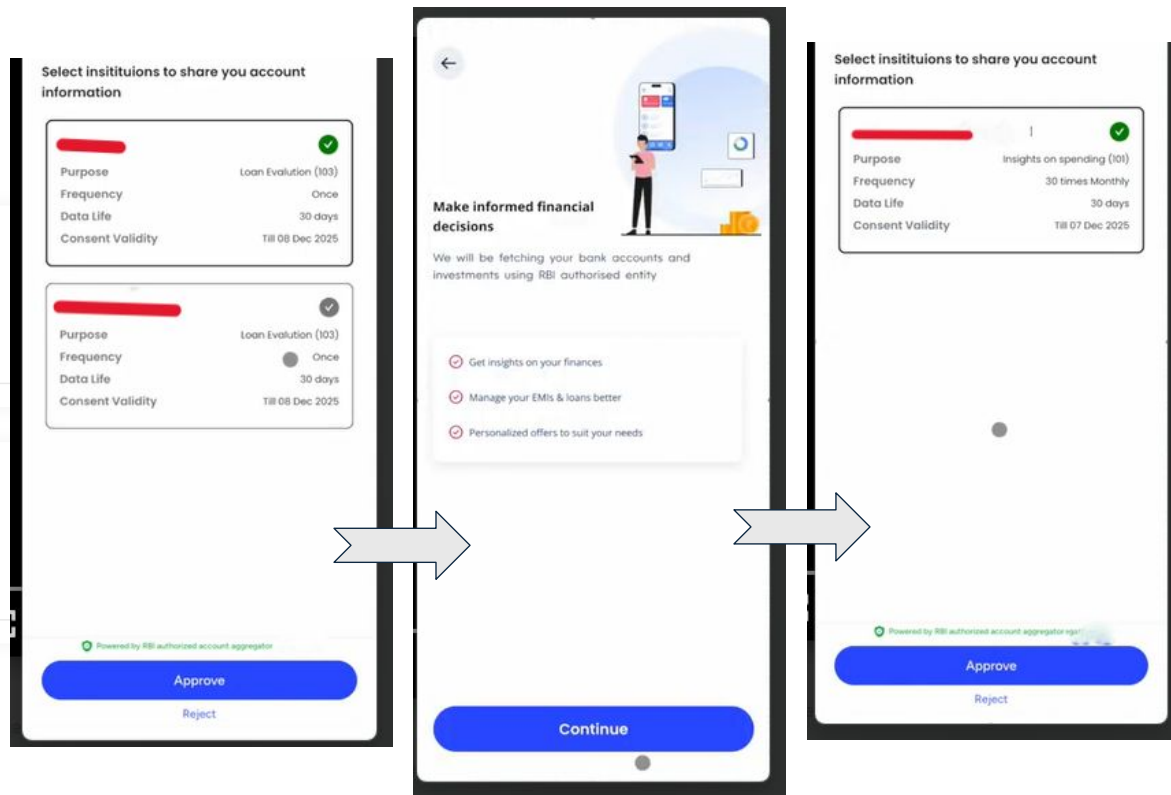 Select insitituions to share you account
information
Purpose Loan Evalution (103)
Frequency Once
Data Life 30 days
Consent Validity Till 08 Dec 2025
Purpose Loan Evalution (103)
Frequency Once
Data Life 30 days
Consent Validity Till 08 Dec 2025
Powered by RBI authorized account aggregator
Approve
Reject
Make informed financial
decisions
We will be fetching your bank accounts and
investments using RBI authorised entity
Get insights on your finances
Manage your EMIs & loans better
Personalized offers to suit your needs
Continue
Select insitituions to share you account
information
Purpose Insights on spending (101)
Frequency 30 times Monthly
Data Life 30 days
Consent Validity Till 07 Dec 2025
Powered by RBI authorized account aggregator
Approve
Reject